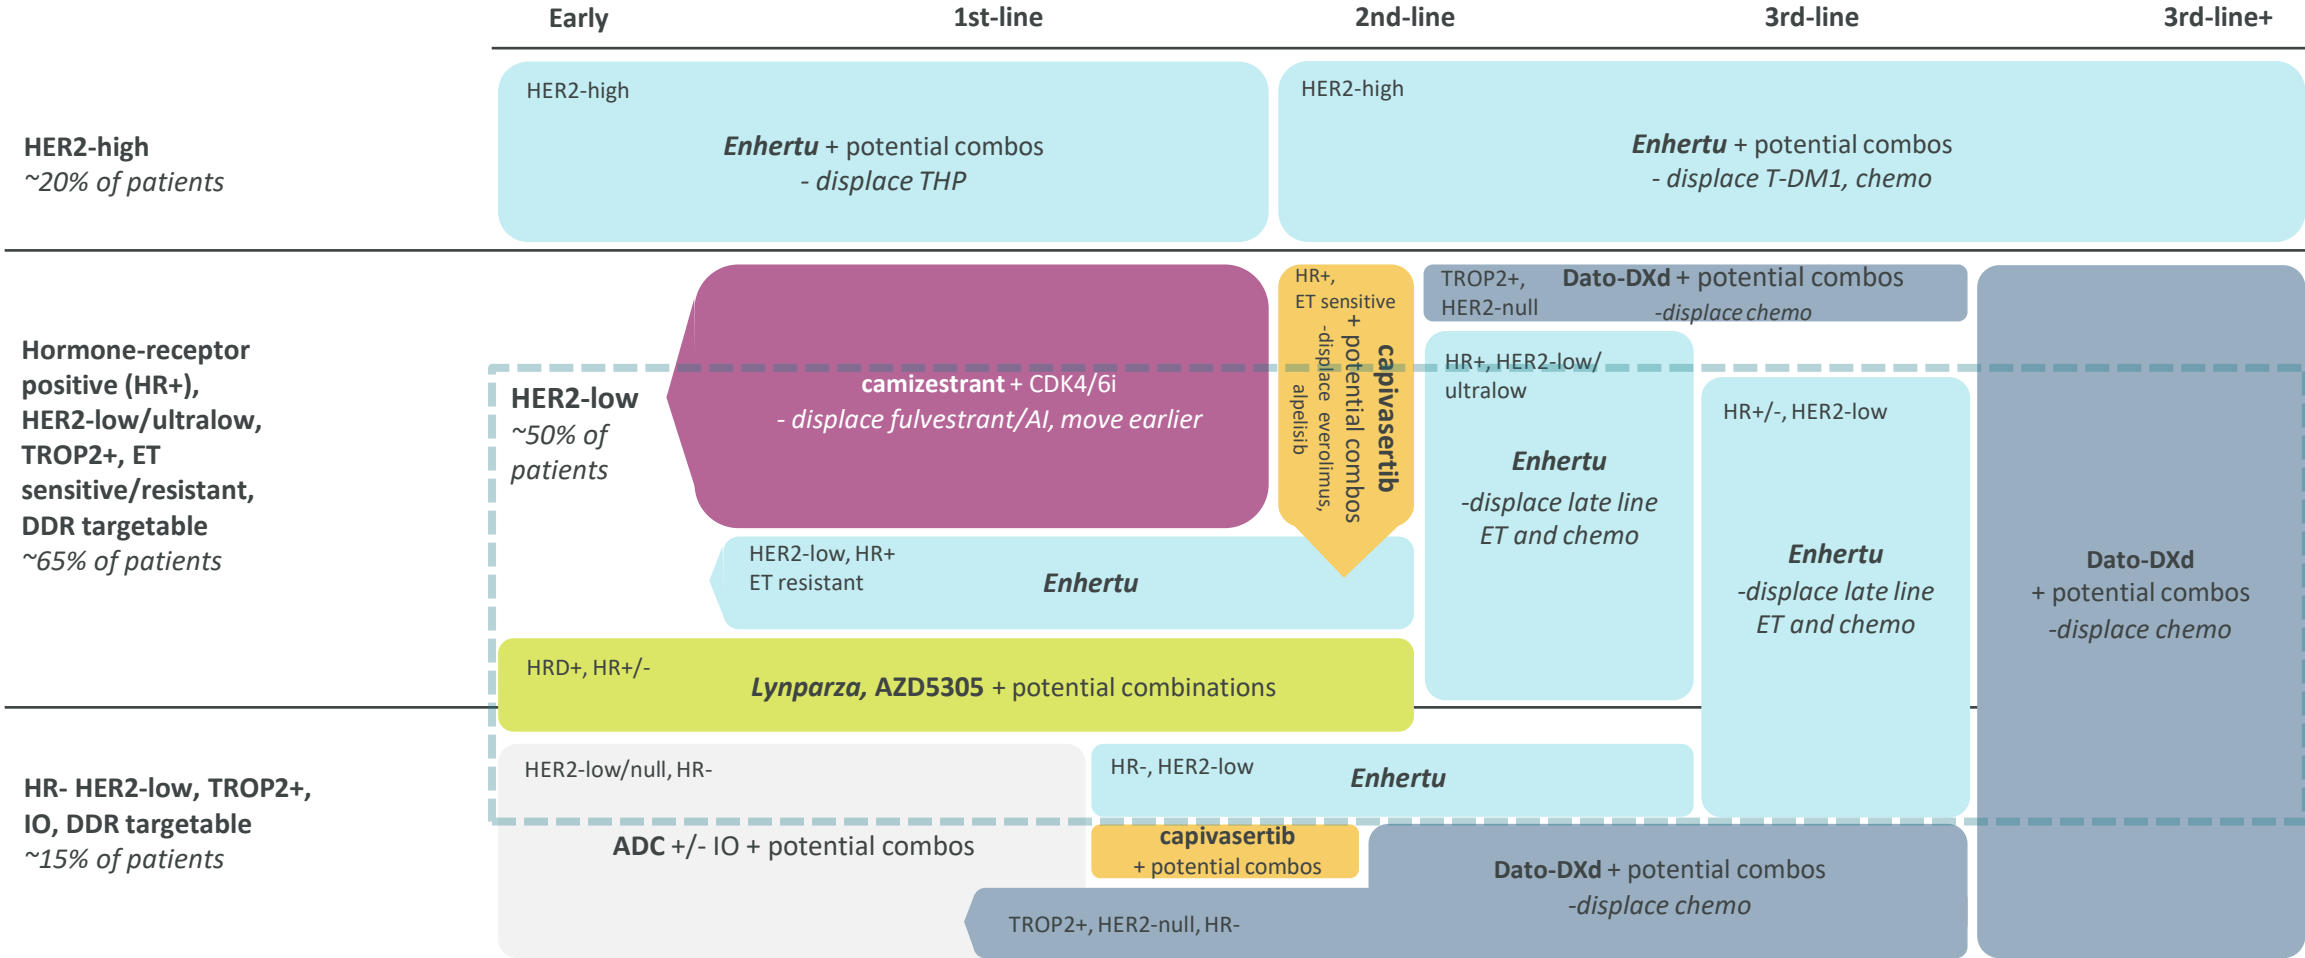 Early
1st-line
2nd-line
3rd-line
3rd-line+
HER2-high
~20% of patients
HER2-high
Enhertu + potential combos
- displace THP
HER2-high
Enhertu + potential combos
- displace T-DM1, chemo
Hormone-receptor
positive (HR+),
HER2-low/ultralow,
TROP2+, ET
sensitive/resistant,
DDR targetable
~65% of patients
HER2-low
~50% of
patients
camizestrant + CDK4/6i
- displace fulvestrant/AI, move earlier
HR+,
ET sensitive
capivasertib
+ potential combos
-displace everolimus,
alpelisib
TROP2+,
HER2-null
Dato-DXd + potential combos
-displace chemo
HR+, HER2-low/
ultralow
Enhertu
-displace late line
ET and chemo
HR+/-, HER2-low
Enhertu
-displace late line
ET and chemo
Dato-DXd
+ potential combos
-displace chemo
HER2-low, HR+
ET resistant
Enhertu
HRD+, HR+/-
Lynparza, AZD5305 + potential combinations
HR- HER2-low, TROP2+,
IO, DDR targetable
~15% of patients
HER2-low/null, HR-
ADC +/- IO + potential combos
HR-, HER2-low
Enhertu
capivasertib
+ potential combos
Dato-DXd + potential combos
-displace chemo
TROP2+, HER2-null, HR-